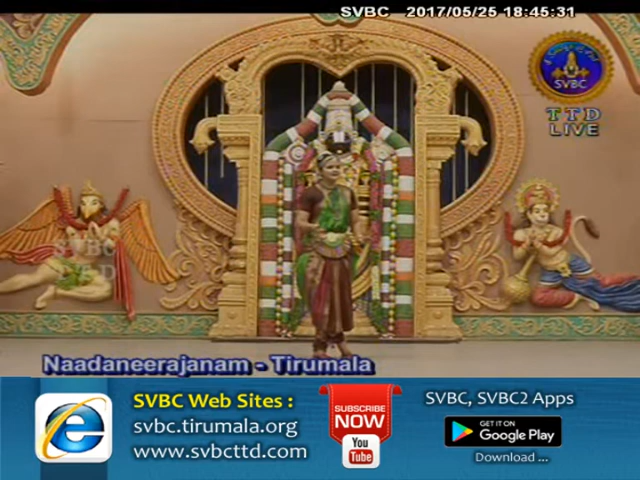 SVBC 2017/05/25 18:45:31
SVBC
TTD
LIVE
SVBC
Naadaneerajanam - Tirumala
SVBC Web Sites :
svbc.tirumala.org
www.svbcttd.com
SUBSCRIBE
NOW
You
Tube
SVBC, SVBC2 Apps
GET IT ON
Google Play
Download ...